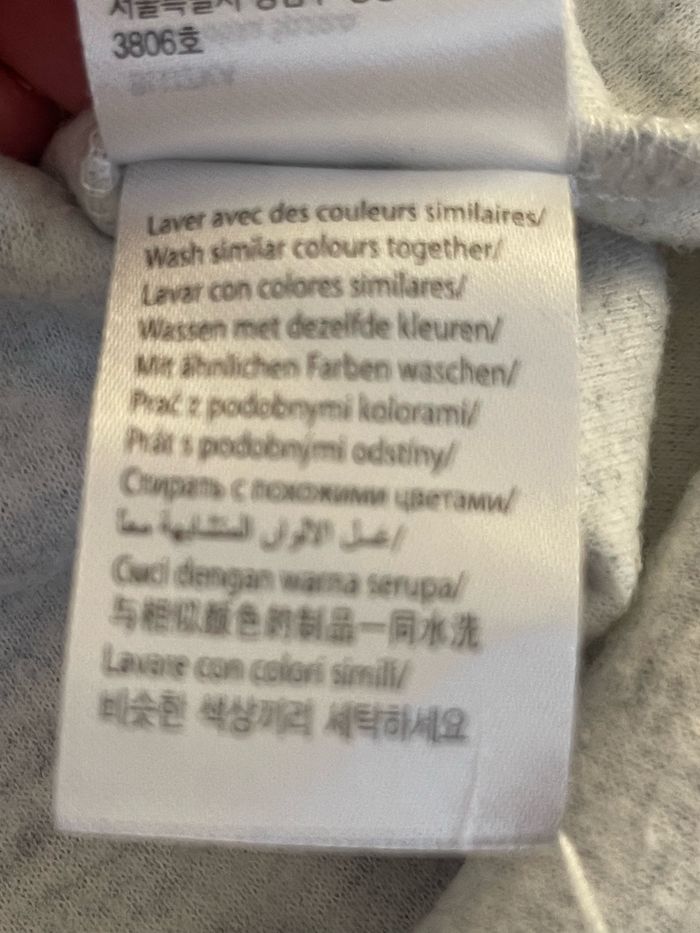 3806호
Laver avec des couleurs similaires/
Wash similar colours together/
Lavar con colores similares/
Wassen met dezelfde kleuren/
Mit ähnlichen Farben waschen/
Prać z podobnymi kolorami/
Prát s podobnými odstíny/
Стирать с похожими цветами/
غسل الألوان المتشابهة معاً/
Cuci dengan warna serupa/
与相似颜色的制品一同水洗
Lavare con colori simili/
비슷한 색상끼리 세탁하세요